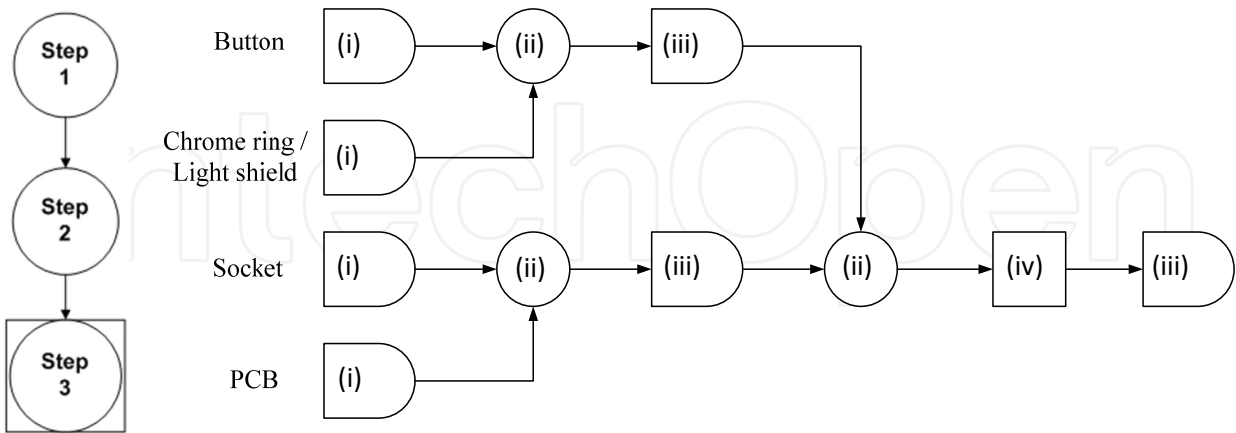 Step
1
Step
2
Step
3
Button
(i)
(ii)
(iii)
Chrome ring /
Light shield
(i)
Socket
(i)
(ii)
(iii)
(ii)
(iv)
(iii)
PCB
(i)
ntechOpen